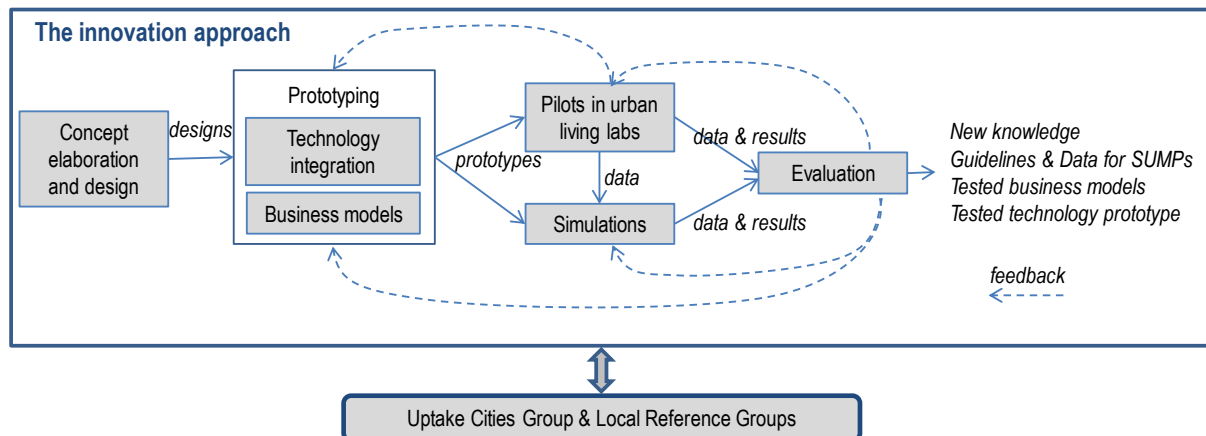 The innovation approach
Concept
elaboration
and design
designs
Prototyping
Technology
integration
Business models
prototypes
Pilots in urban
living labs
data
Simulations
data & results
data & results
Evaluation
New knowledge
Guidelines & Data for SUMPs
Tested business models
Tested technology prototype
feedback
Uptake Cities Group & Local Reference Groups